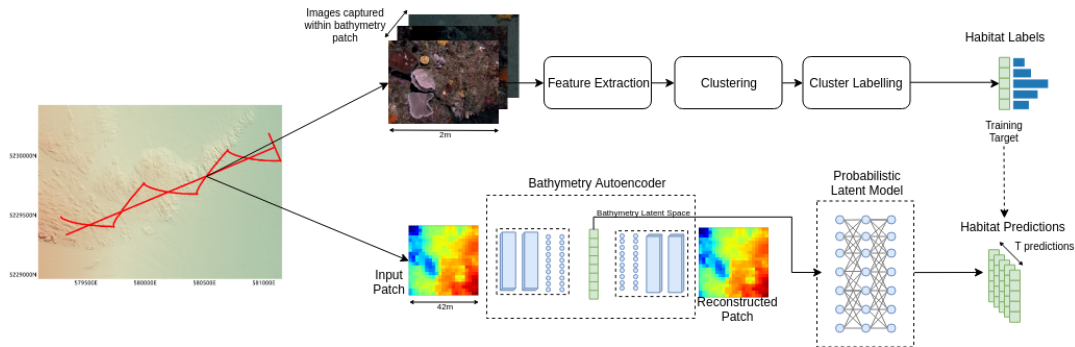 Images captured
within bathymetry
patch
2m
Feature Extraction
Clustering
Cluster Labelling
Habitat Labels
Training
Target
5230000N
5229500N
5229000N
579500E
580000E
580500E
581000E
Input
Patch
42m
Bathymetry Autoencoder
Bathymetry Latent Space
Reconstructed
Patch
Probabilistic
Latent Model
Habitat Predictions
T predictions